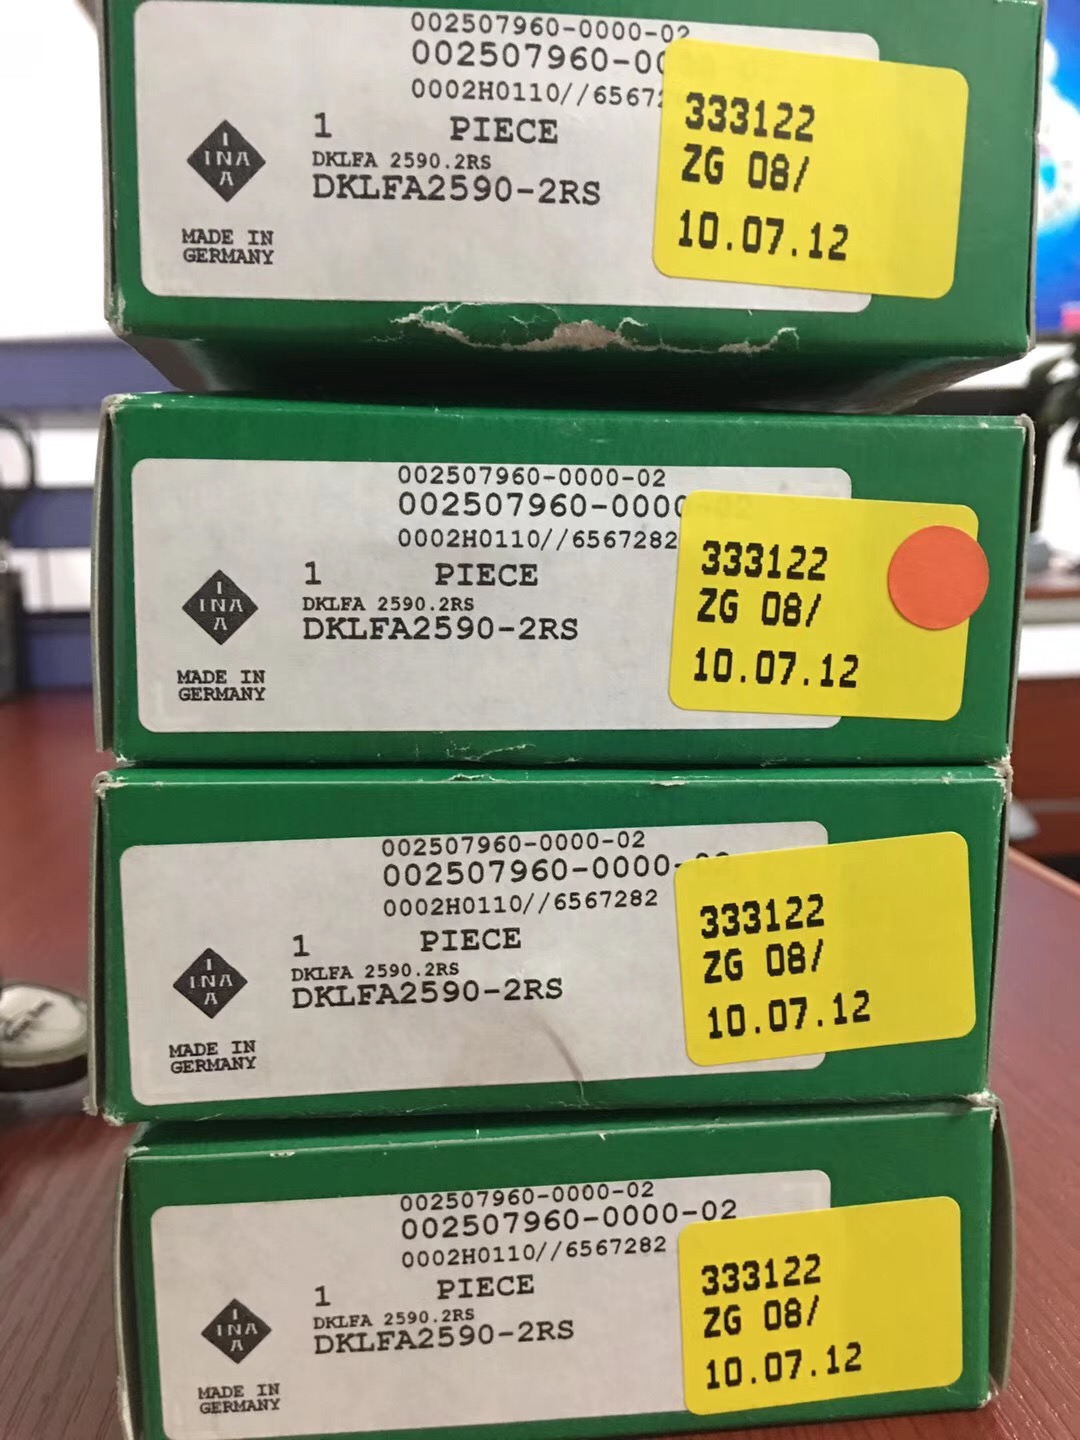 002507960-0000-02
002507960-00
0002H0110//6567
1 PIECE
DKLFA 2590.2RS
DKLFA2590-2RS
I
INA
A
MADE IN
GERMANY
333122
ZG 08/
10.07.12
002507960-0000-02
002507960-0000-02
0002H0110//6567282
1 PIECE
DKLFA 2590.2RS
DKLFA2590-2RS
I
INA
A
MADE IN
GERMANY
333122
ZG 08/
10.07.12
002507960-0000-02
002507960-0000-02
0002H0110//6567282
1 PIECE
DKLFA 2590.2RS
DKLFA2590-2RS
I
INA
A
MADE IN
GERMANY
333122
ZG 08/
10.07.12
002507960-0000-02
002507960-0000-02
0002H0110//6567282
1 PIECE
DKLFA 2590.2RS
DKLFA2590-2RS
I
INA
A
MADE IN
GERMANY
333122
ZG 08/
10.07.12